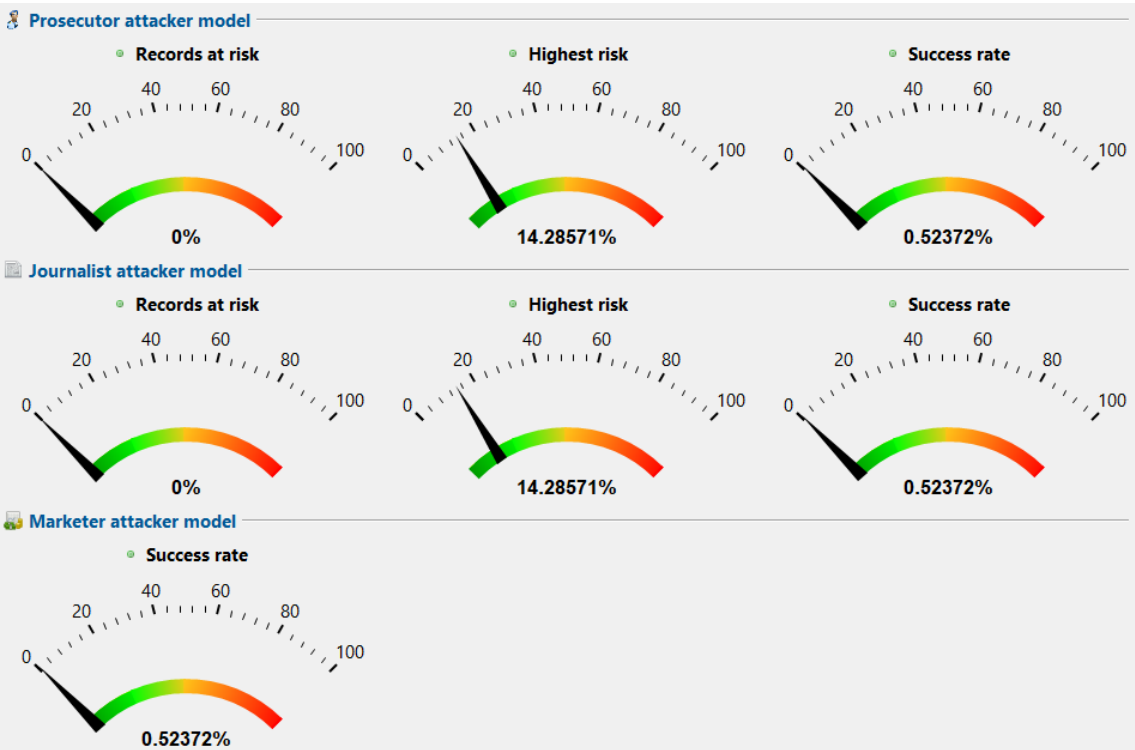 Prosecutor attacker model
Records at risk Highest risk Success rate
0 20 40 60 80 100 0 20 40 60 80 100 0 20 40 60 80 100
0% 14.28571% 0.52372%
Journalist attacker model
Records at risk Highest risk Success rate
0 20 40 60 80 100 0 20 40 60 80 100 0 20 40 60 80 100
0% 14.28571% 0.52372%
Marketer attacker model
Success rate
0 20 40 60 80 100
0.52372%